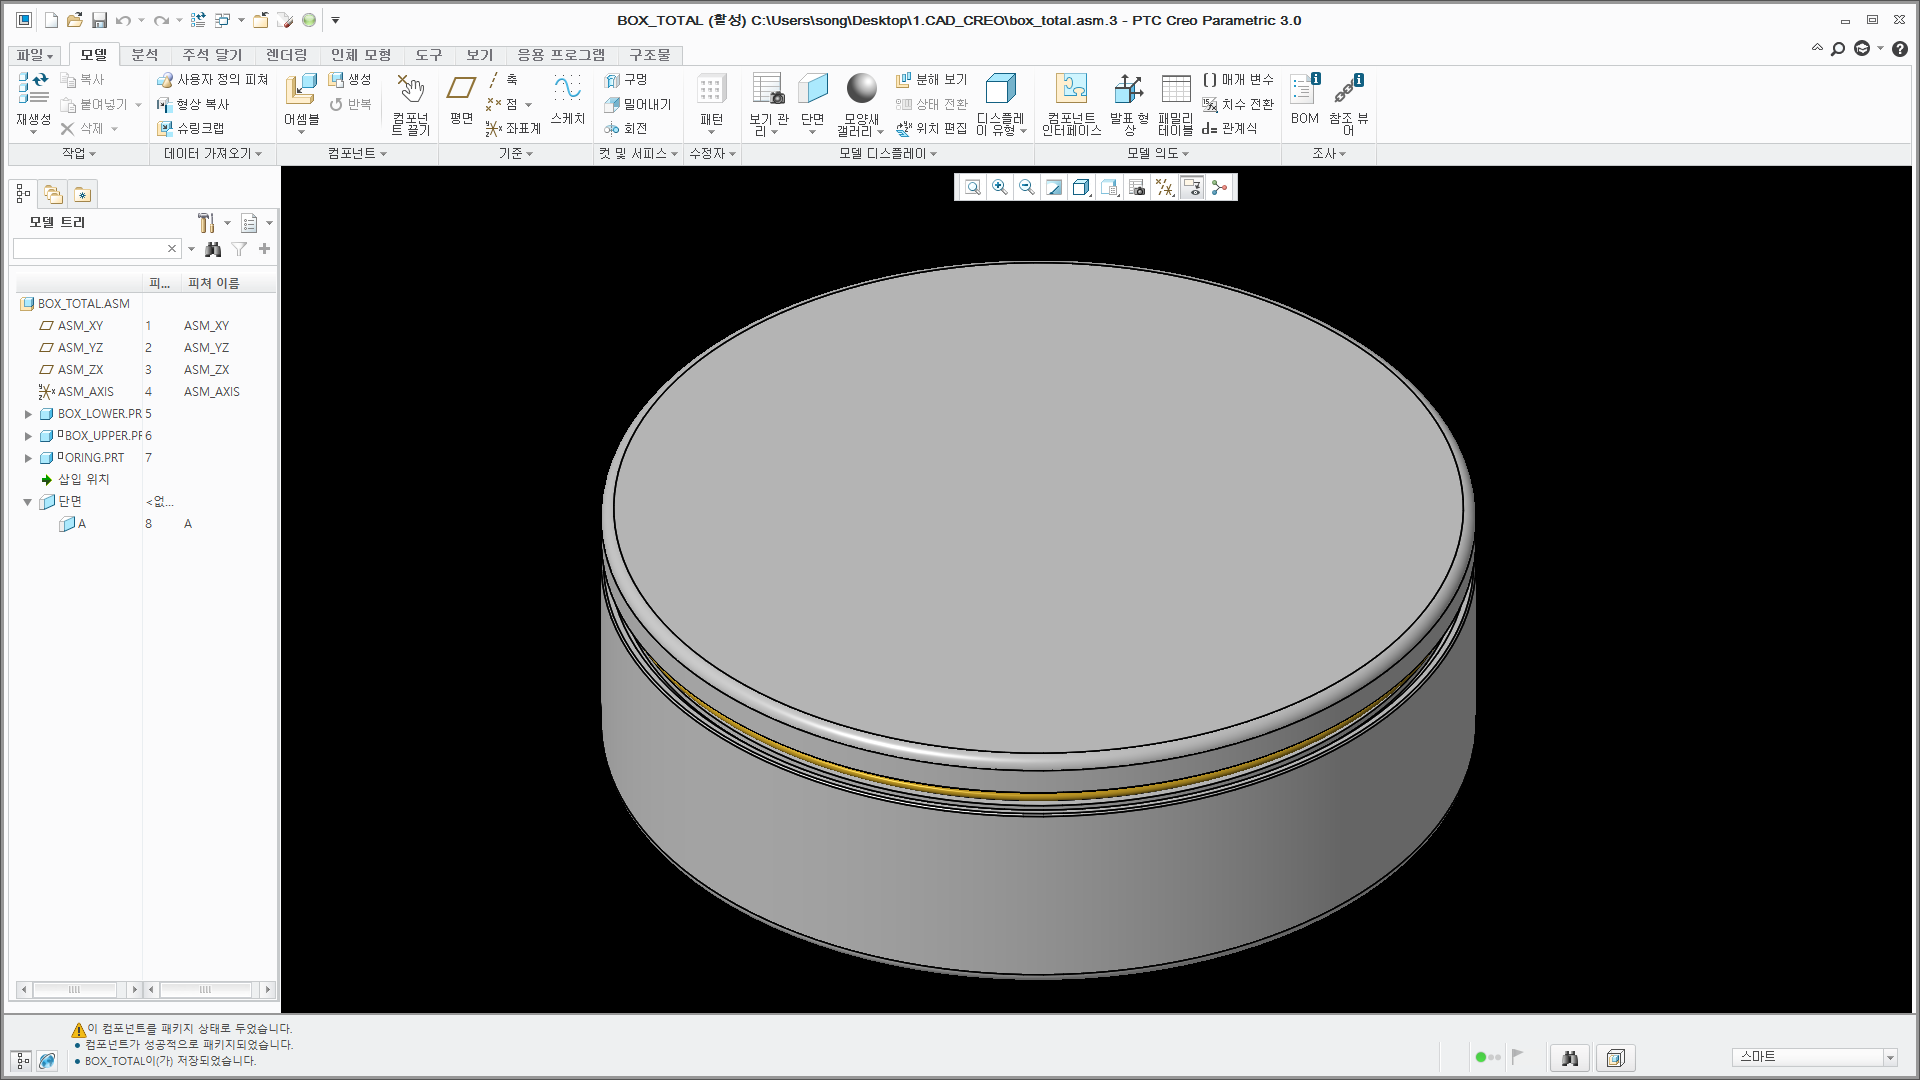 BOX_TOTAL (활성) C:\Users\song\Desktop\1.CAD_CREO\box_total.asm.3 - PTC Creo Parametric 3.0
파일 모델 분석 주석 달기 렌더링 인체 모형 도구 보기 응용 프로그램 구조물
재생성
복사
붙여넣기
삭제
작업
사용자 정의 피쳐
형상 복사
슈링크랩
데이터 가져오기
어셈블
생성
반복
컴포넌트 끌기
컴포넌트
평면
축
점
좌표계
스케치
기준
구멍
밀어내기
회전
컷 및 서피스
패턴
수정자
보기 관리
단면
모양새 갤러리
분해 보기
상태 전환
위치 편집
디스플레이 유형
모델 디스플레이
컴포넌트 인터페이스
발표 형상
패밀리 테이블
매개 변수
치수 전환
d= 관계식
모델 의도
BOM
참조 뷰어
조사
모델 트리
피... 피쳐 이름
BOX_TOTAL.ASM
ASM_XY 1 ASM_XY
ASM_YZ 2 ASM_YZ
ASM_ZX 3 ASM_ZX
ASM_AXIS 4 ASM_AXIS
BOX_LOWER.PR 5
BOX_UPPER.PF 6
ORING.PRT 7
삽입 위치
단면 <없...
A 8 A
이 컴포넌트를 패키지 상태로 두었습니다.
• 컴포넌트가 성공적으로 패키지되었습니다.
• BOX_TOTAL이(가) 저장되었습니다.
스마트